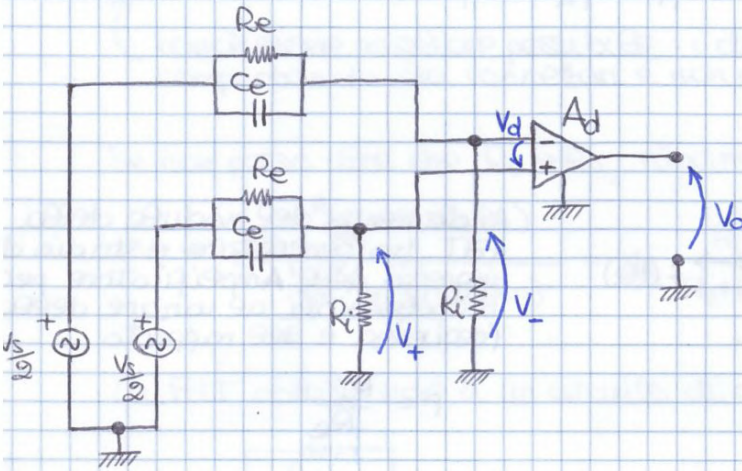 Re
Ce
Vd
Ad
-
+
Re
Ce
Vo
Ri
V+
Ri
V-
+
Vs/2
+
Vs/2